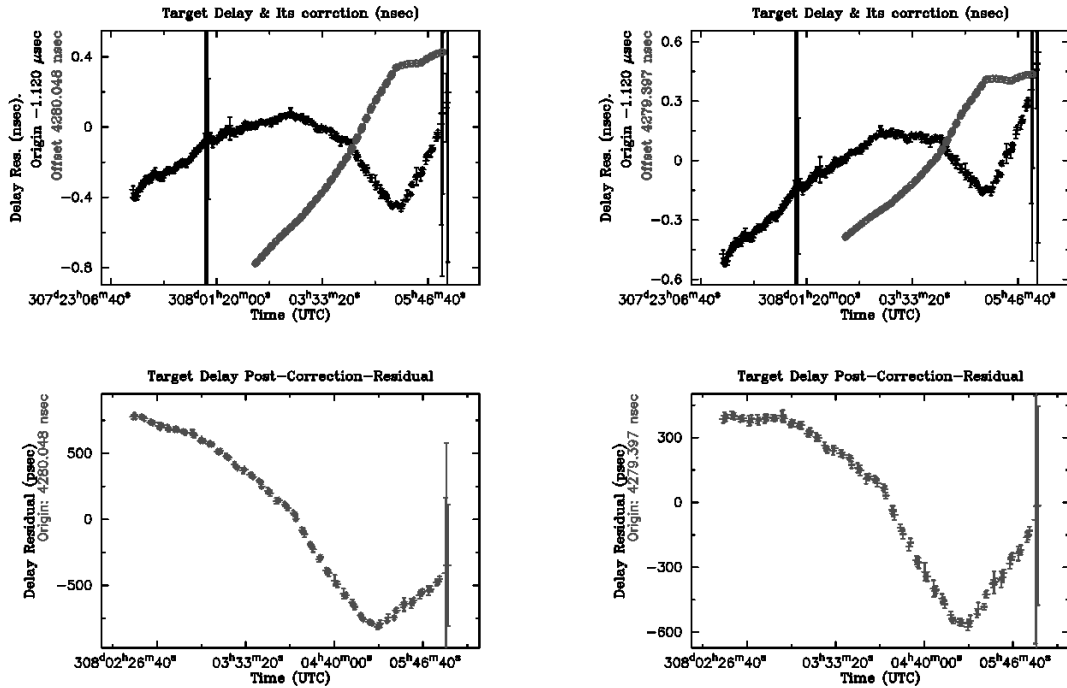 Target Delay & Its corrction (nsec)
Delay Res. (nsec).
Origin −1.120 μsec
Offset 4280.048 nsec
0.4
0
−0.4
−0.8
307ᵈ23ʰ06ᵐ40ˢ
308ᵈ01ʰ20ᵐ00ˢ
03ʰ33ᵐ20ˢ
05ʰ46ᵐ40ˢ
Time (UTC)
Target Delay & Its corrction (nsec)
Delay Res. (nsec).
Origin −1.120 μsec
Offset 4279.397 nsec
0.6
0.3
0
−0.3
−0.6
307ᵈ23ʰ06ᵐ40ˢ
308ᵈ01ʰ20ᵐ00ˢ
03ʰ33ᵐ20ˢ
05ʰ46ᵐ40ˢ
Time (UTC)
Target Delay Post−Correction−Residual
Delay Residual (psec)
Origin: 4280.048 nsec
500
0
−500
308ᵈ02ʰ26ᵐ40ˢ
03ʰ33ᵐ20ˢ
04ʰ40ᵐ00ˢ
05ʰ46ᵐ40ˢ
Time (UTC)
Target Delay Post−Correction−Residual
Delay Residual (psec)
Origin: 4279.397 nsec
300
0
−300
−600
308ᵈ02ʰ26ᵐ40ˢ
03ʰ33ᵐ20ˢ
04ʰ40ᵐ00ˢ
05ʰ46ᵐ40ˢ
Time (UTC)